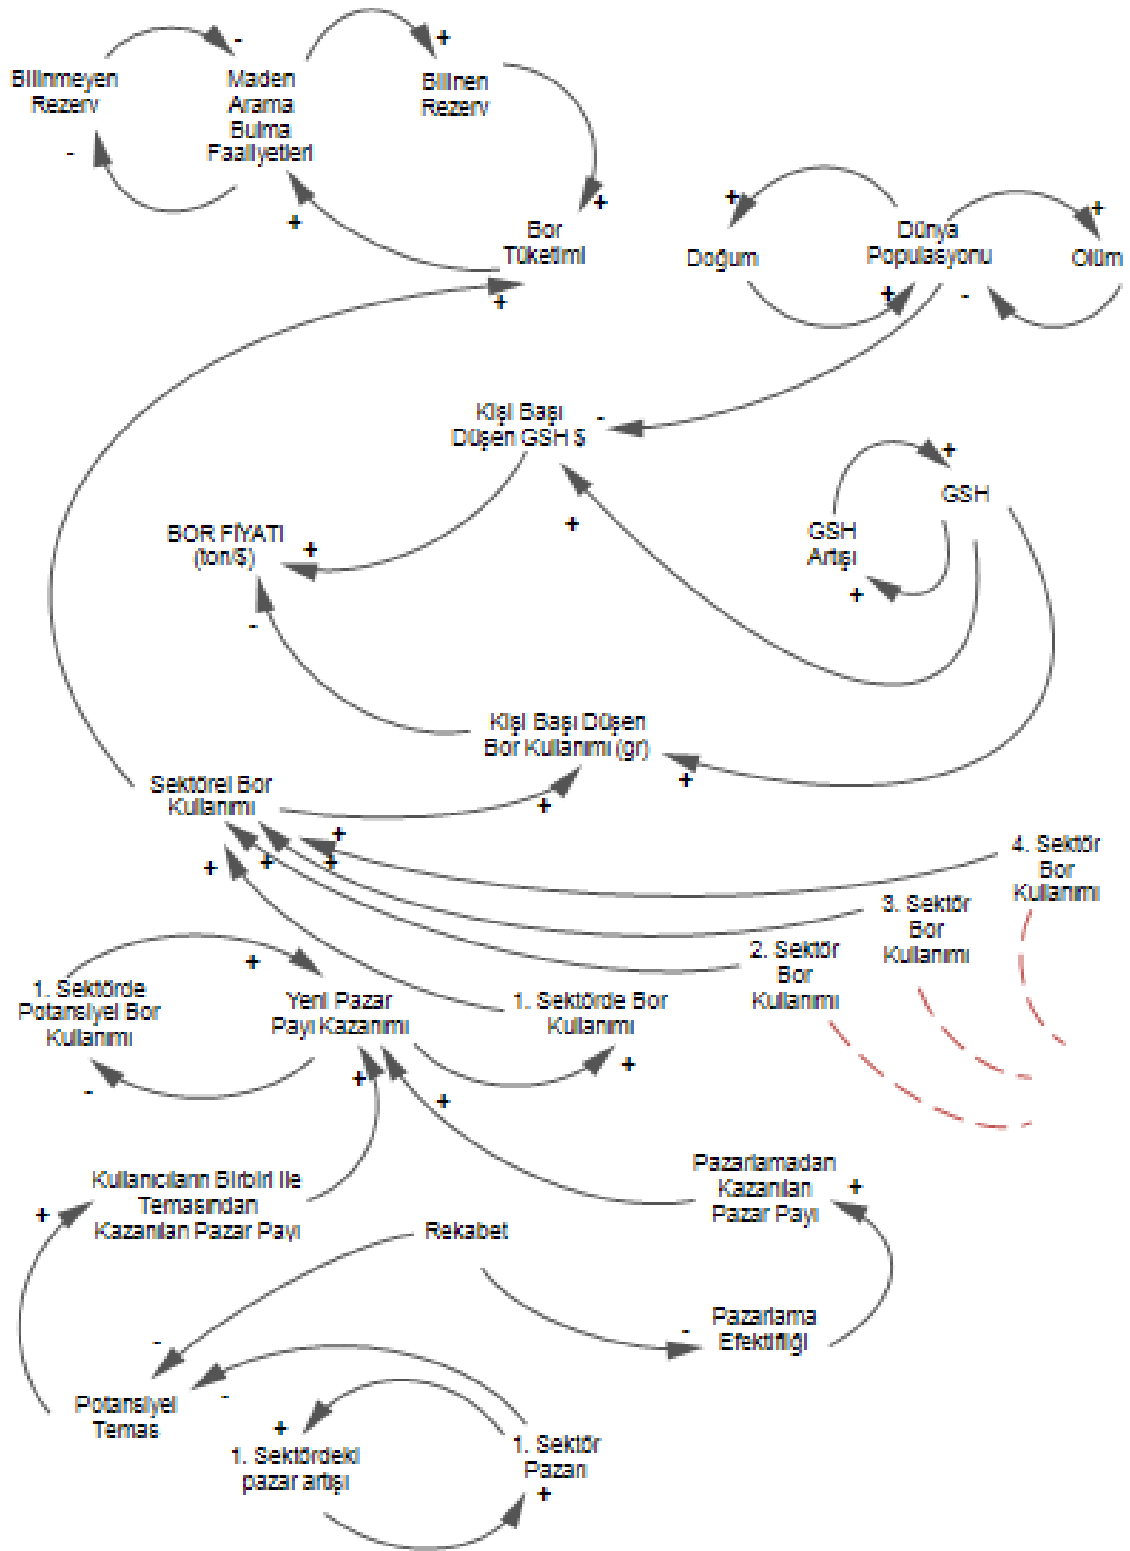 Bilinmeyen
Rezerv
Maden
Arama
Bulma
Faaliyetleri
Bilinen
Rezerv
-
+
-
+
+
Bor
Tüketimi
+
Doğum
+
Dünya
Populasyonu
+
Ölüm
+
-
Kişi Başı
Düşen GSH $
-
+
GSH
+
GSH
Artışı
+
BOR FİYATI
(ton/$)
+
-
Kişi Başı Düşen
Bor Kullanımı (gr)
+
+
Sektörel Bor
Kullanımı
+
+
+
+
4. Sektör
Bor
Kullanımı
3. Sektör
Bor
Kullanımı
2. Sektör
Bor
Kullanımı
1. Sektörde
Potansiyel Bor
Kullanımı
+
-
Yeni Pazar
Payı Kazanımı
1. Sektörde Bor
Kullanımı
+
+
+
Kullanıcıların Birbiri ile
Temasından
Kazanılan Pazar Payı
+
Pazarlamadan
Kazanılan
Pazar Payı
+
Rekabet
-
-
Pazarlama
Efektifliği
Potansiyel
Temas
-
+
1. Sektördeki
pazar artışı
1. Sektör
Pazarı
+